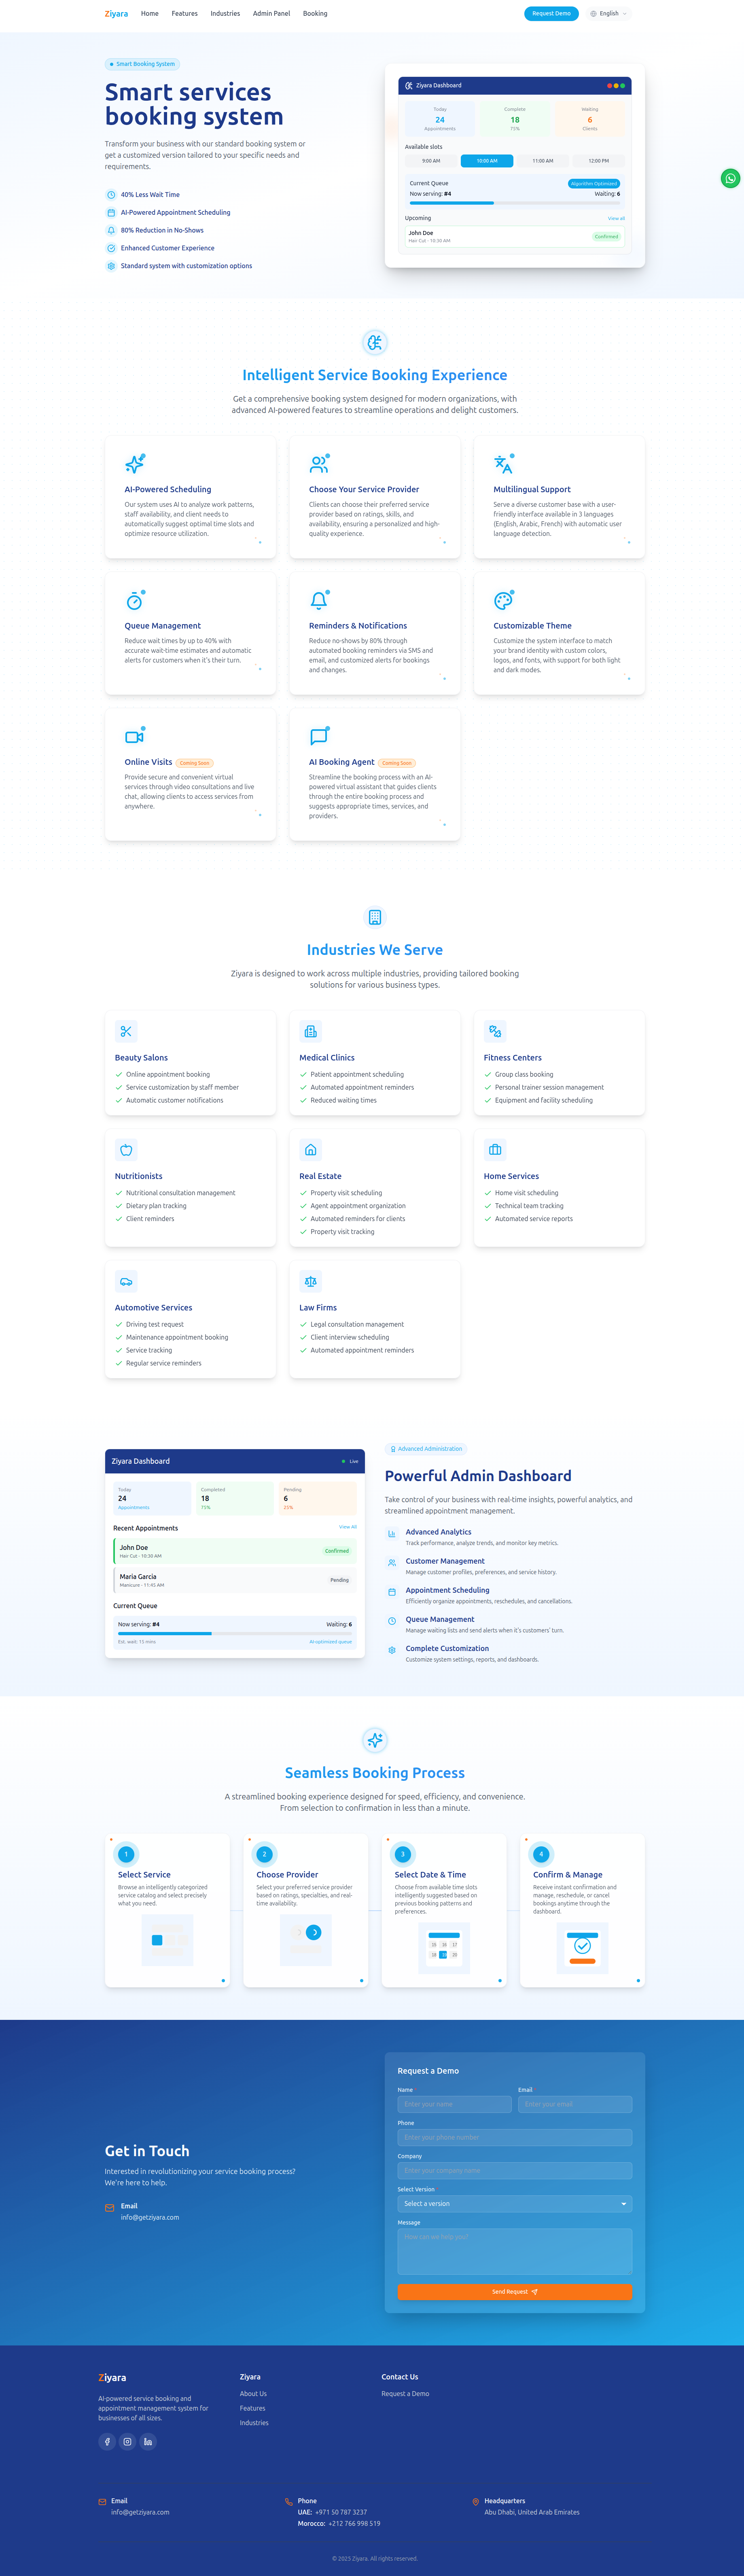 Ziyara
Home
Features
Industries
Admin Panel
Booking
Request Demo
English
Smart Booking System
Smart services
booking system
Transform your business with our standard booking system or
get a customized version tailored to your specific needs and
requirements.
40% Less Wait Time
AI-Powered Appointment Scheduling
80% Reduction in No-Shows
Enhanced Customer Experience
Standard system with customization options
Ziyara Dashboard
Today
24
Appointments
Complete
18
75%
Waiting
6
Clients
Available slots
9:00 AM
10:00 AM
11:00 AM
12:00 PM
Current Queue
Algorithm Optimized
Now serving: #4
Waiting: 6
Upcoming
View all
John Doe
Hair Cut · 10:30 AM
Confirmed
Intelligent Service Booking Experience
Get a comprehensive booking system designed for modern organizations, with
advanced AI-powered features to streamline operations and delight customers.
AI-Powered Scheduling
Our system uses AI to analyze work patterns,
staff availability, and client needs to
automatically suggest optimal time slots and
optimize resource utilization.
Choose Your Service Provider
Clients can choose their preferred service
provider based on ratings, skills, and
availability, ensuring a personalized and high-
quality experience.
Multilingual Support
Serve a diverse customer base with a user-
friendly interface available in 3 languages
(English, Arabic, French) with automatic user
language detection.
Queue Management
Reduce wait times by up to 40% with
accurate wait-time estimates and automatic
alerts for customers when it's their turn.
Reminders & Notifications
Reduce no-shows by 80% through
automated booking reminders via SMS and
email, and customized alerts for bookings
and changes.
Customizable Theme
Customize the system interface to match
your brand identity with custom colors,
logos, and fonts, with support for both light
and dark modes.
Online Visits
Coming Soon
Provide secure and convenient virtual
services through video consultations and live
chat, allowing clients to access services from
anywhere.
AI Booking Agent
Coming Soon
Streamline the booking process with an AI-
powered virtual assistant that guides clients
through the entire booking process and
suggests appropriate times, services, and
providers.
Industries We Serve
Ziyara is designed to work across multiple industries, providing tailored booking
solutions for various business types.
Beauty Salons
Online appointment booking
Service customization by staff member
Automatic customer notifications
Medical Clinics
Patient appointment scheduling
Automated appointment reminders
Reduced waiting times
Fitness Centers
Group class booking
Personal trainer session management
Equipment and facility scheduling
Nutritionists
Nutritional consultation management
Dietary plan tracking
Client reminders
Real Estate
Property visit scheduling
Agent appointment organization
Automated reminders for clients
Property visit tracking
Home Services
Home visit scheduling
Technical team tracking
Automated service reports
Automotive Services
Driving test request
Maintenance appointment booking
Service tracking
Regular service reminders
Law Firms
Legal consultation management
Client interview scheduling
Automated appointment reminders
Ziyara Dashboard
Live
Today
24
Appointments
Completed
18
75%
Pending
6
25%
Recent Appointments
View All
John Doe
Hair Cut · 10:30 AM
Confirmed
Maria Garcia
Manicure · 11:45 AM
Pending
Current Queue
Now serving: #4
Waiting: 6
Est. wait: 15 mins
AI-optimized queue
Advanced Administration
Powerful Admin Dashboard
Take control of your business with real-time insights, powerful analytics, and
streamlined appointment management.
Advanced Analytics
Track performance, analyze trends, and monitor key metrics.
Customer Management
Manage customer profiles, preferences, and service history.
Appointment Scheduling
Efficiently organize appointments, reschedules, and cancellations.
Queue Management
Manage waiting lists and send alerts when it's customers' turn.
Complete Customization
Customize system settings, reports, and dashboards.
Seamless Booking Process
A streamlined booking experience designed for speed, efficiency, and convenience.
From selection to confirmation in less than a minute.
1
Select Service
Browse an intelligently categorized
service catalog and select precisely
what you need.
2
Choose Provider
Select your preferred service provider
based on ratings, specialties, and real-
time availability.
3
Select Date & Time
Choose from available time slots
intelligently suggested based on
previous booking patterns and
preferences.
15 16 17
18 19 20
4
Confirm & Manage
Receive instant confirmation and
manage, reschedule, or cancel
bookings anytime through the
dashboard.
Get in Touch
Interested in revolutionizing your service booking process?
We're here to help.
Email
info@getziyara.com
Request a Demo
Name
Enter your name
Email
Enter your email
Phone
Enter your phone number
Company
Enter your company name
Select Version
Select a version
Message
How can we help you?
Send Request
Ziyara
AI-powered service booking and
appointment management system for
businesses of all sizes.
Ziyara
About Us
Features
Industries
Contact Us
Request a Demo
Email
info@getziyara.com
Phone
UAE: +971 50 787 3237
Morocco: +212 766 998 519
Headquarters
Abu Dhabi, United Arab Emirates
© 2025 Ziyara. All rights reserved.